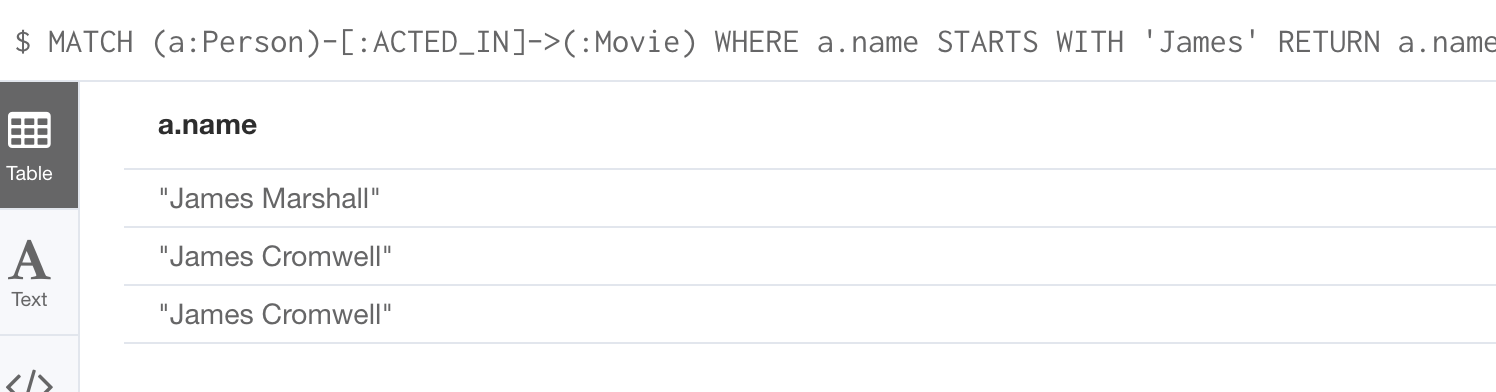 $ MATCH (a:Person)-[:ACTED_IN]->(:Movie) WHERE a.name STARTS WITH 'James' RETURN a.name
a.name
Table
"James Marshall"
"James Cromwell"
A
Text
"James Cromwell"
</>